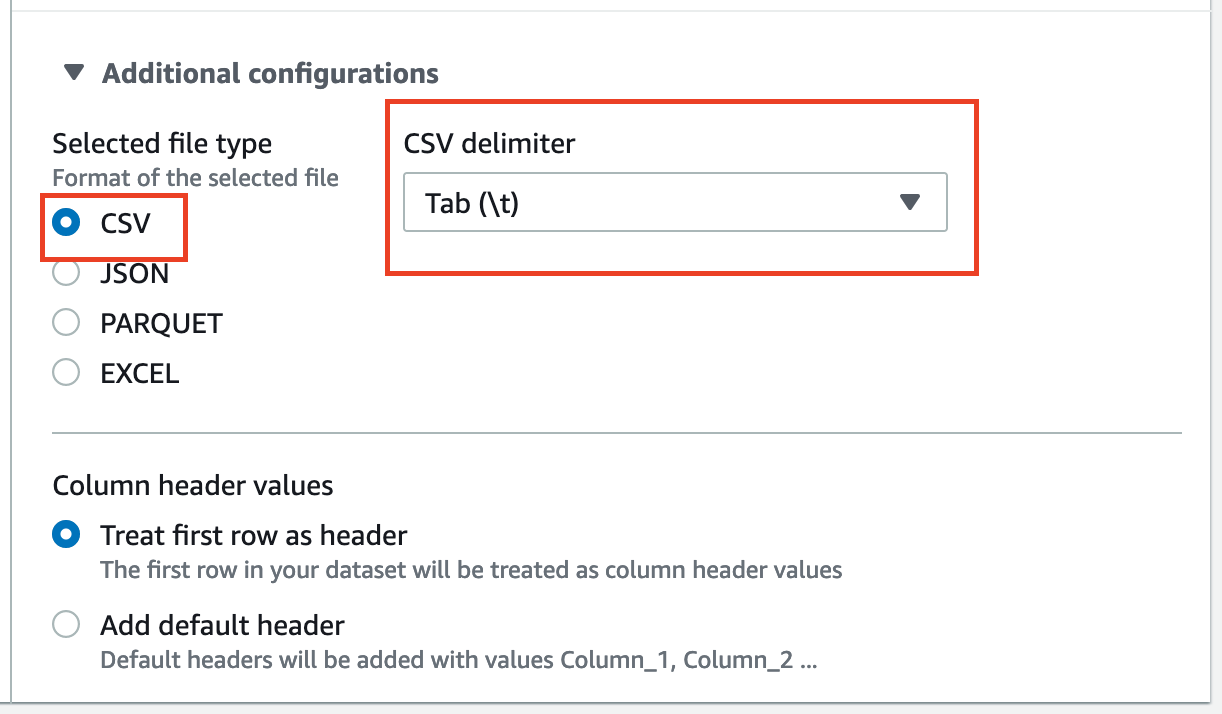 Additional configurations
Selected file type
Format of the selected file
CSV
JSON
PARQUET
EXCEL
CSV delimiter
Tab (\t)
Column header values
Treat first row as header
The first row in your dataset will be treated as column header values
Add default header
Default headers will be added with values Column_1, Column_2 ...